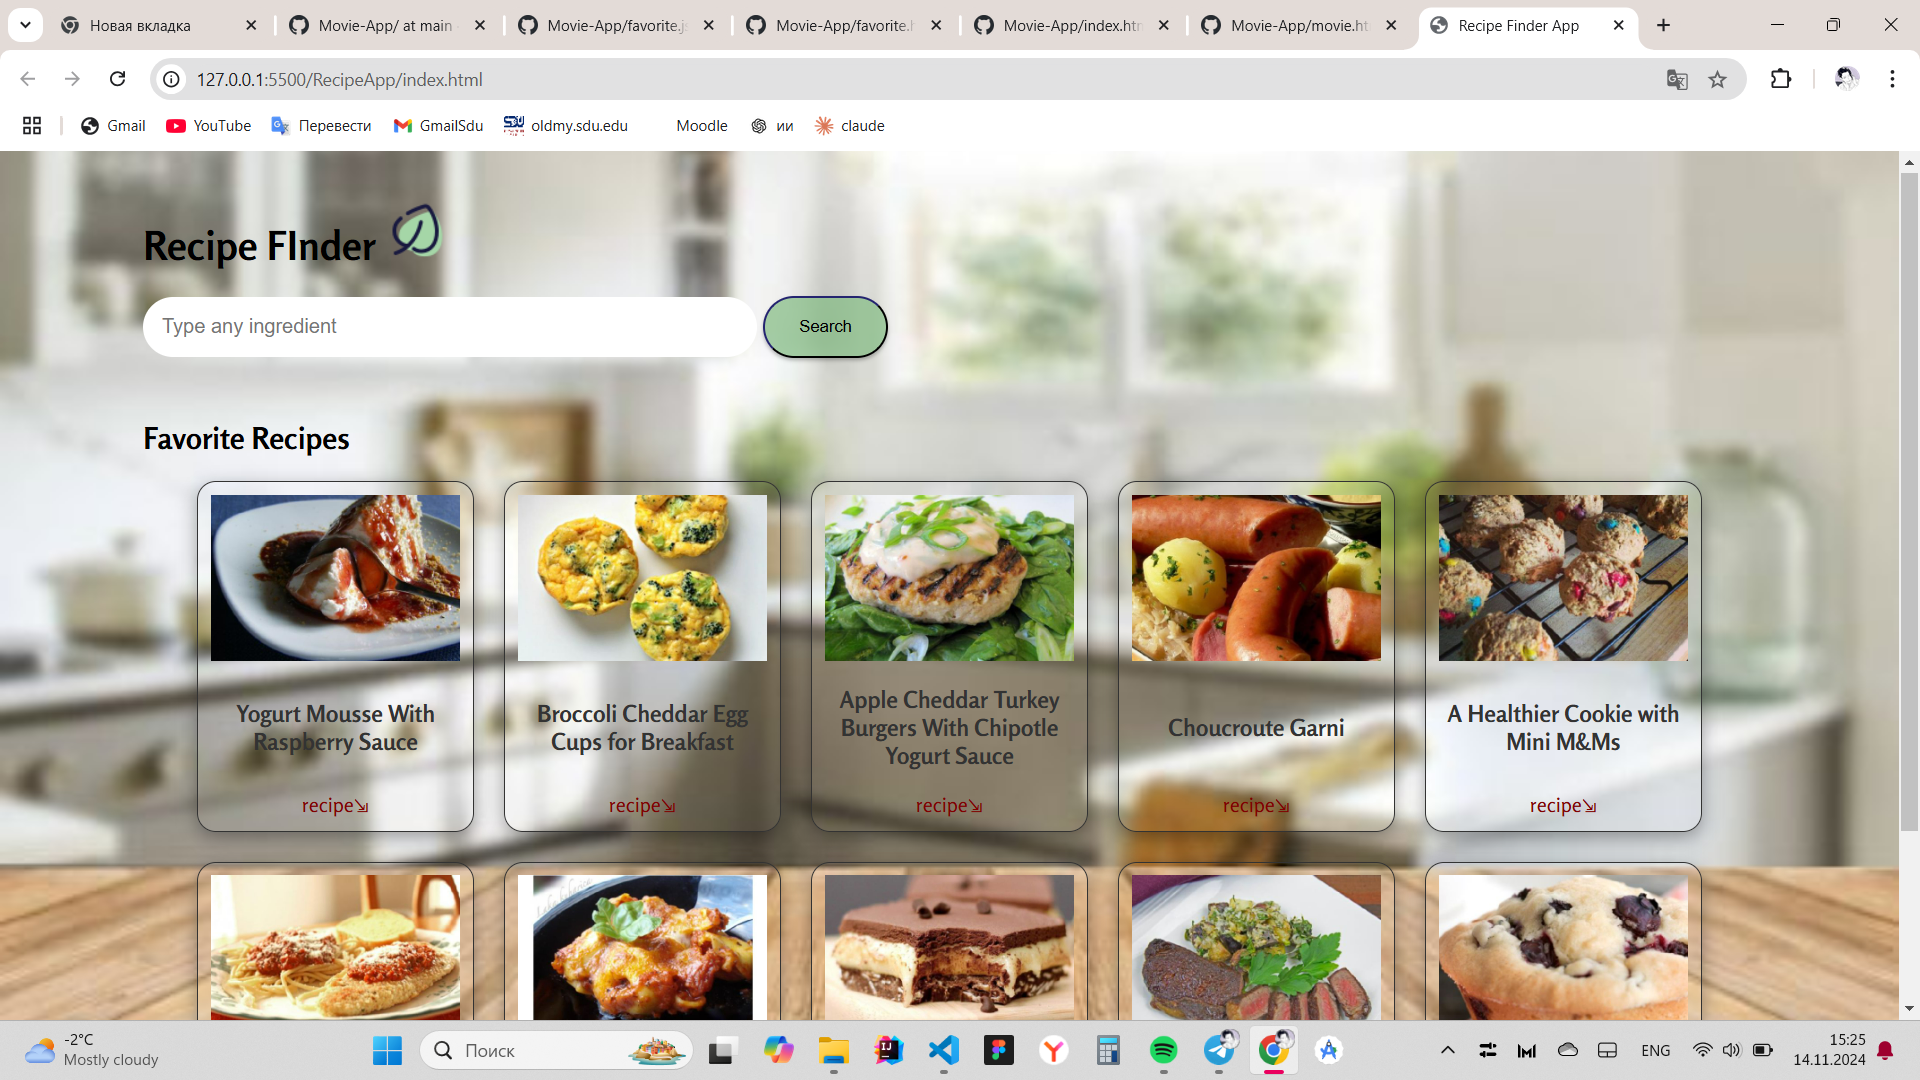 Новая вкладка
Movie-App/ at main
Movie-App/favorite.js
Movie-App/favorite.h
Movie-App/index.htm
Movie-App/movie.ht
Recipe Finder App
127.0.0.1:5500/RecipeApp/index.html
Gmail
YouTube
Перевести
GmailSdu
oldmy.sdu.edu
Moodle
ии
claude
Recipe FInder
Type any ingredient
Search
Favorite Recipes
Yogurt Mousse With
Raspberry Sauce
recipe⇲
Broccoli Cheddar Egg
Cups for Breakfast
recipe⇲
Apple Cheddar Turkey
Burgers With Chipotle
Yogurt Sauce
recipe⇲
Choucroute Garni
recipe⇲
A Healthier Cookie with
Mini M&Ms
recipe⇲
-2°C
Mostly cloudy
Поиск
ENG
15:25
14.11.2024